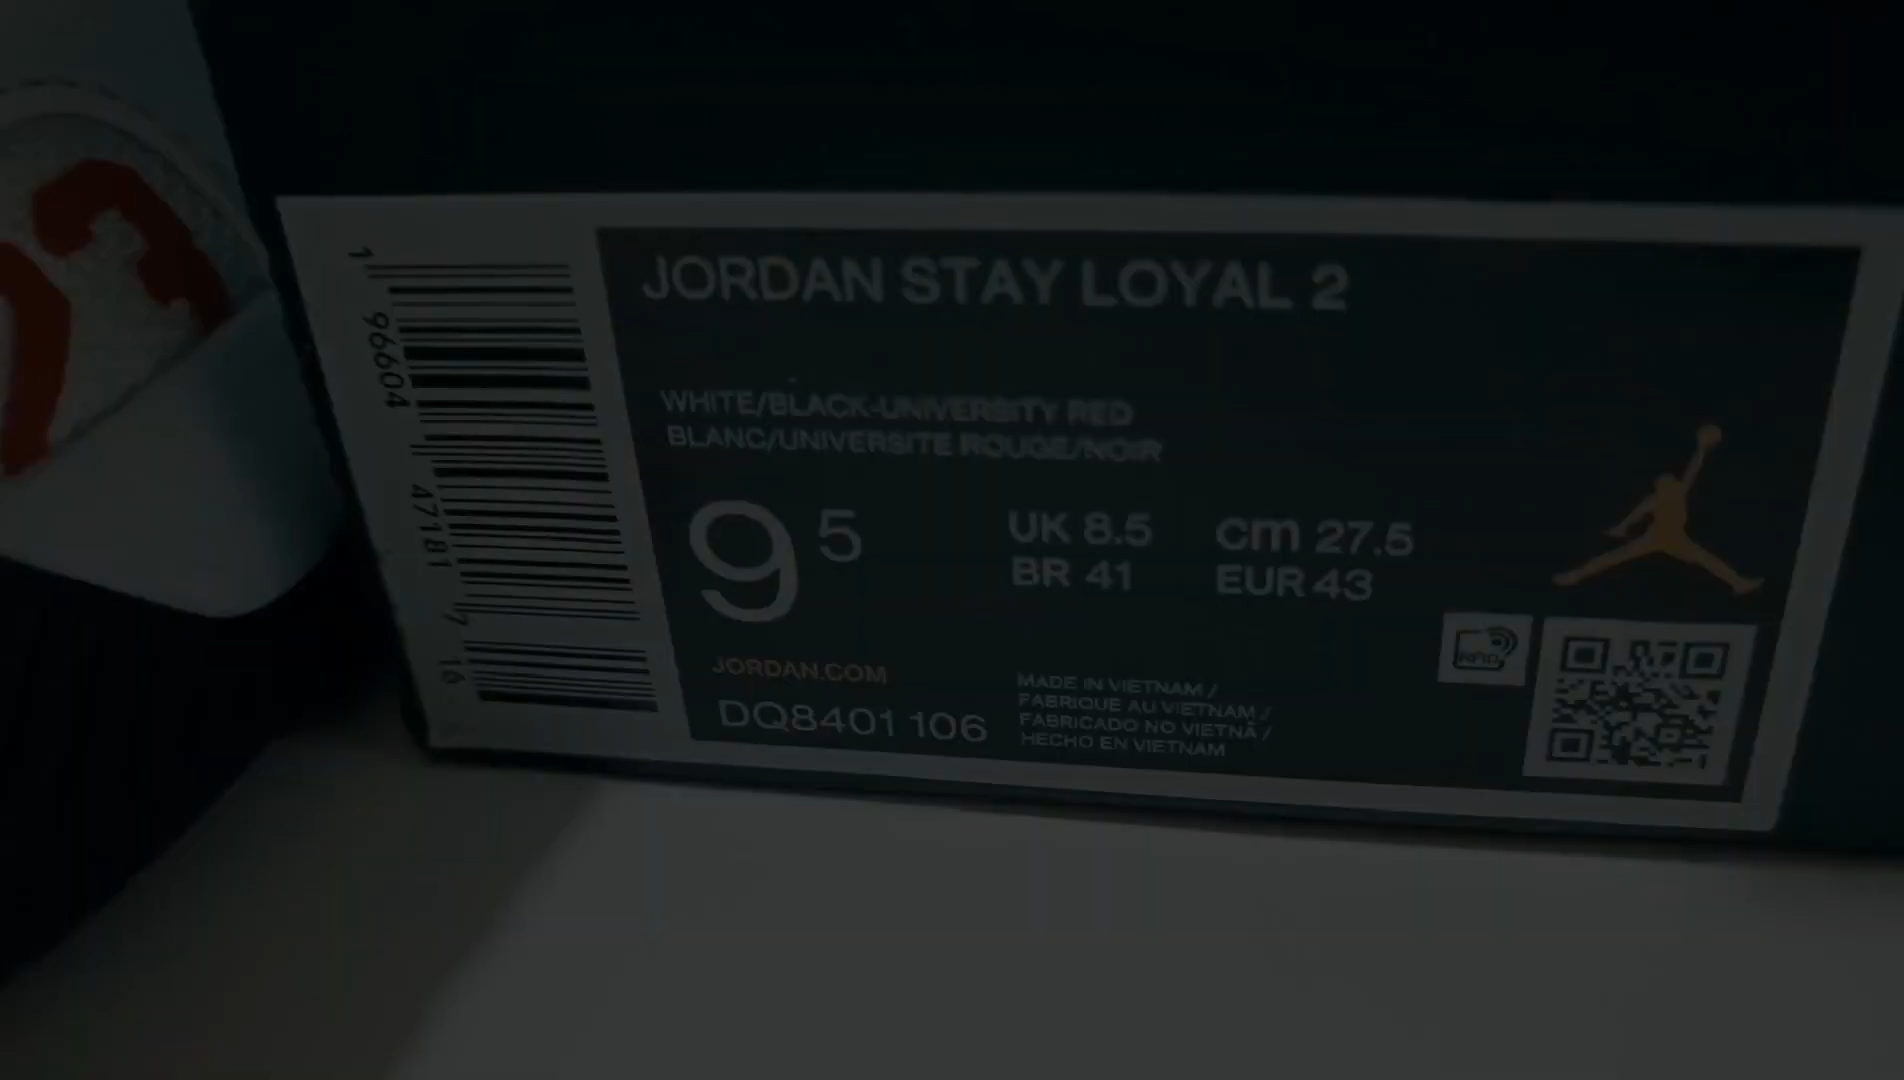 JORDAN STAY LOYAL 2
WHITE/BLACK-UNIVERSITY RED
BLANC/UNIVERSITE ROUGE/NOIR
9 5
UK 8.5
BR 41
cm 27.5
EUR 43
JORDAN.COM
DQ8401 106
MADE IN VIETNAM /
FABRIQUÉ AU VIETNAM /
FABRICADO NO VIETNÃ /
HECHO EN VIETNAM
RFID
1 96604 47181 7
16